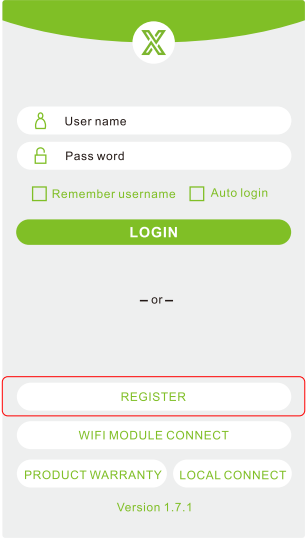 User name
Pass word
Remember username Auto login
LOGIN
– or –
REGISTER
WIFI MODULE CONNECT
PRODUCT WARRANTY LOCAL CONNECT
Version 1.7.1